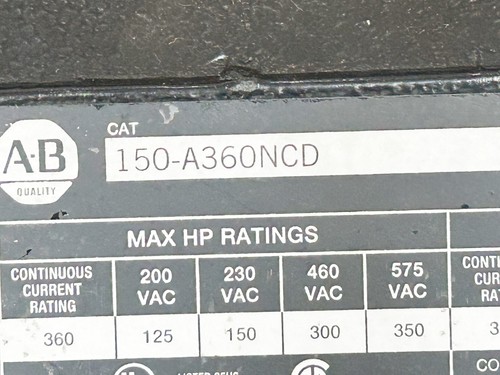 CAT
A-B
QUALITY
150-A360NCD
MAX HP RATINGS
CONTINUOUS CURRENT RATING
200 VAC
230 VAC
460 VAC
575 VAC
360
125
150
300
350